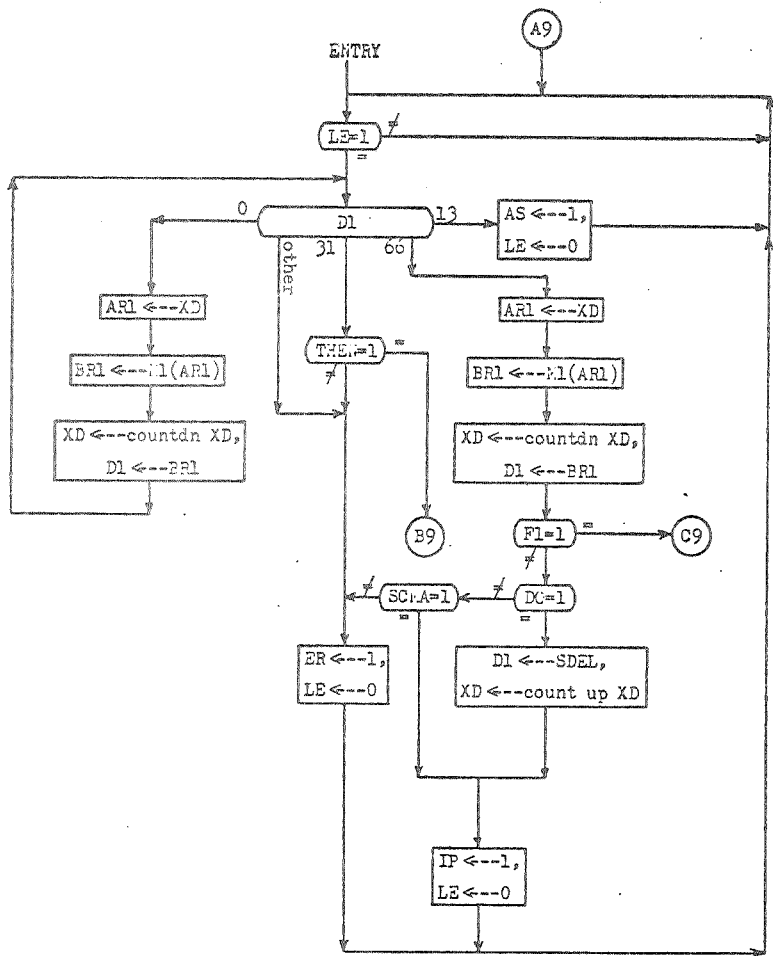 A9
ENTRY
LE=1
≠
=
0
D1
13
other
31
66
AS <---1,
LE <---0
AR1 <---XD
AR1 <---XD
THEN=1
=
≠
BR1 <---M1(AR1)
BR1 <---M1(AR1)
XD <---countdn XD,
D1 <---BR1
XD <---countdn XD,
D1 <---BR1
B9
F1=1
=
≠
C9
≠
SCMA=1
=
≠
DC=1
=
ER <---1,
LE <---0
D1 <---SDEL,
XD <---count up XD
IP <---1,
LE <---0